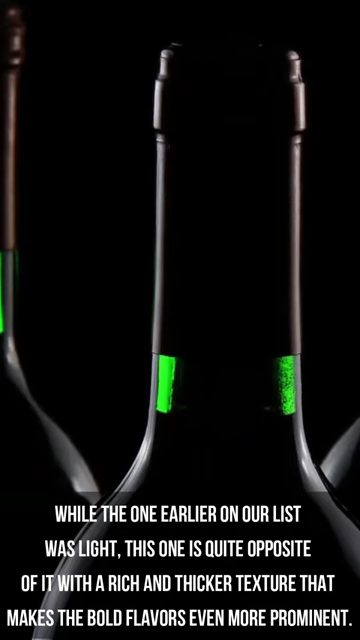 WHILE THE ONE EARLIER ON OUR LIST
WAS LIGHT, THIS ONE IS QUITE OPPOSITE
OF IT WITH A RICH AND THICKER TEXTURE THAT
MAKES THE BOLD FLAVORS EVEN MORE PROMINENT.